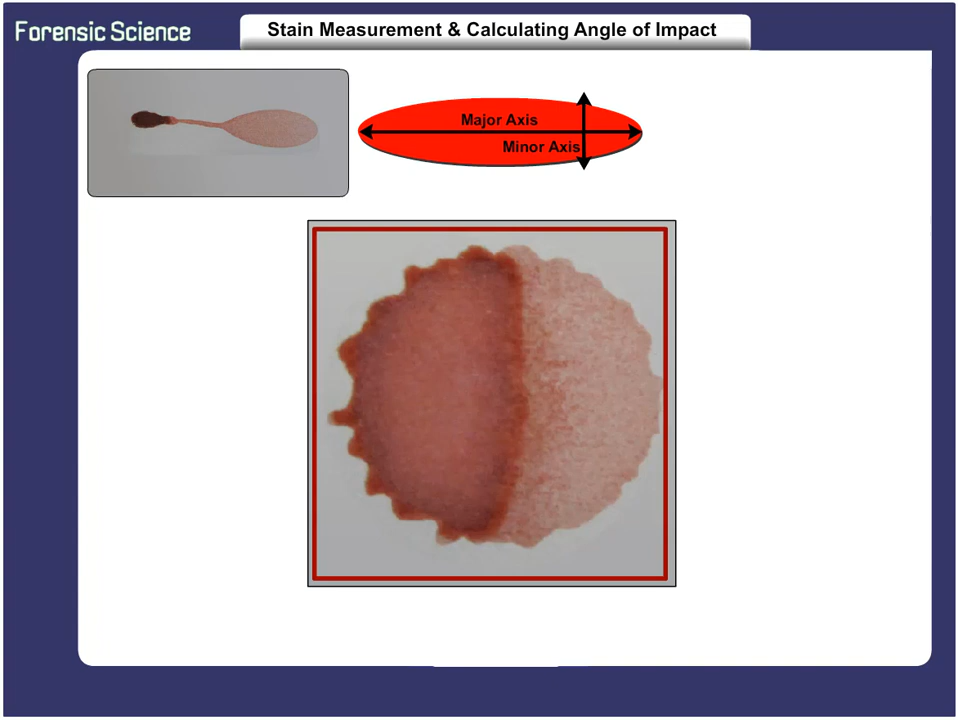 Forensic Science
Stain Measurement & Calculating Angle of Impact
Major Axis
Minor Axis